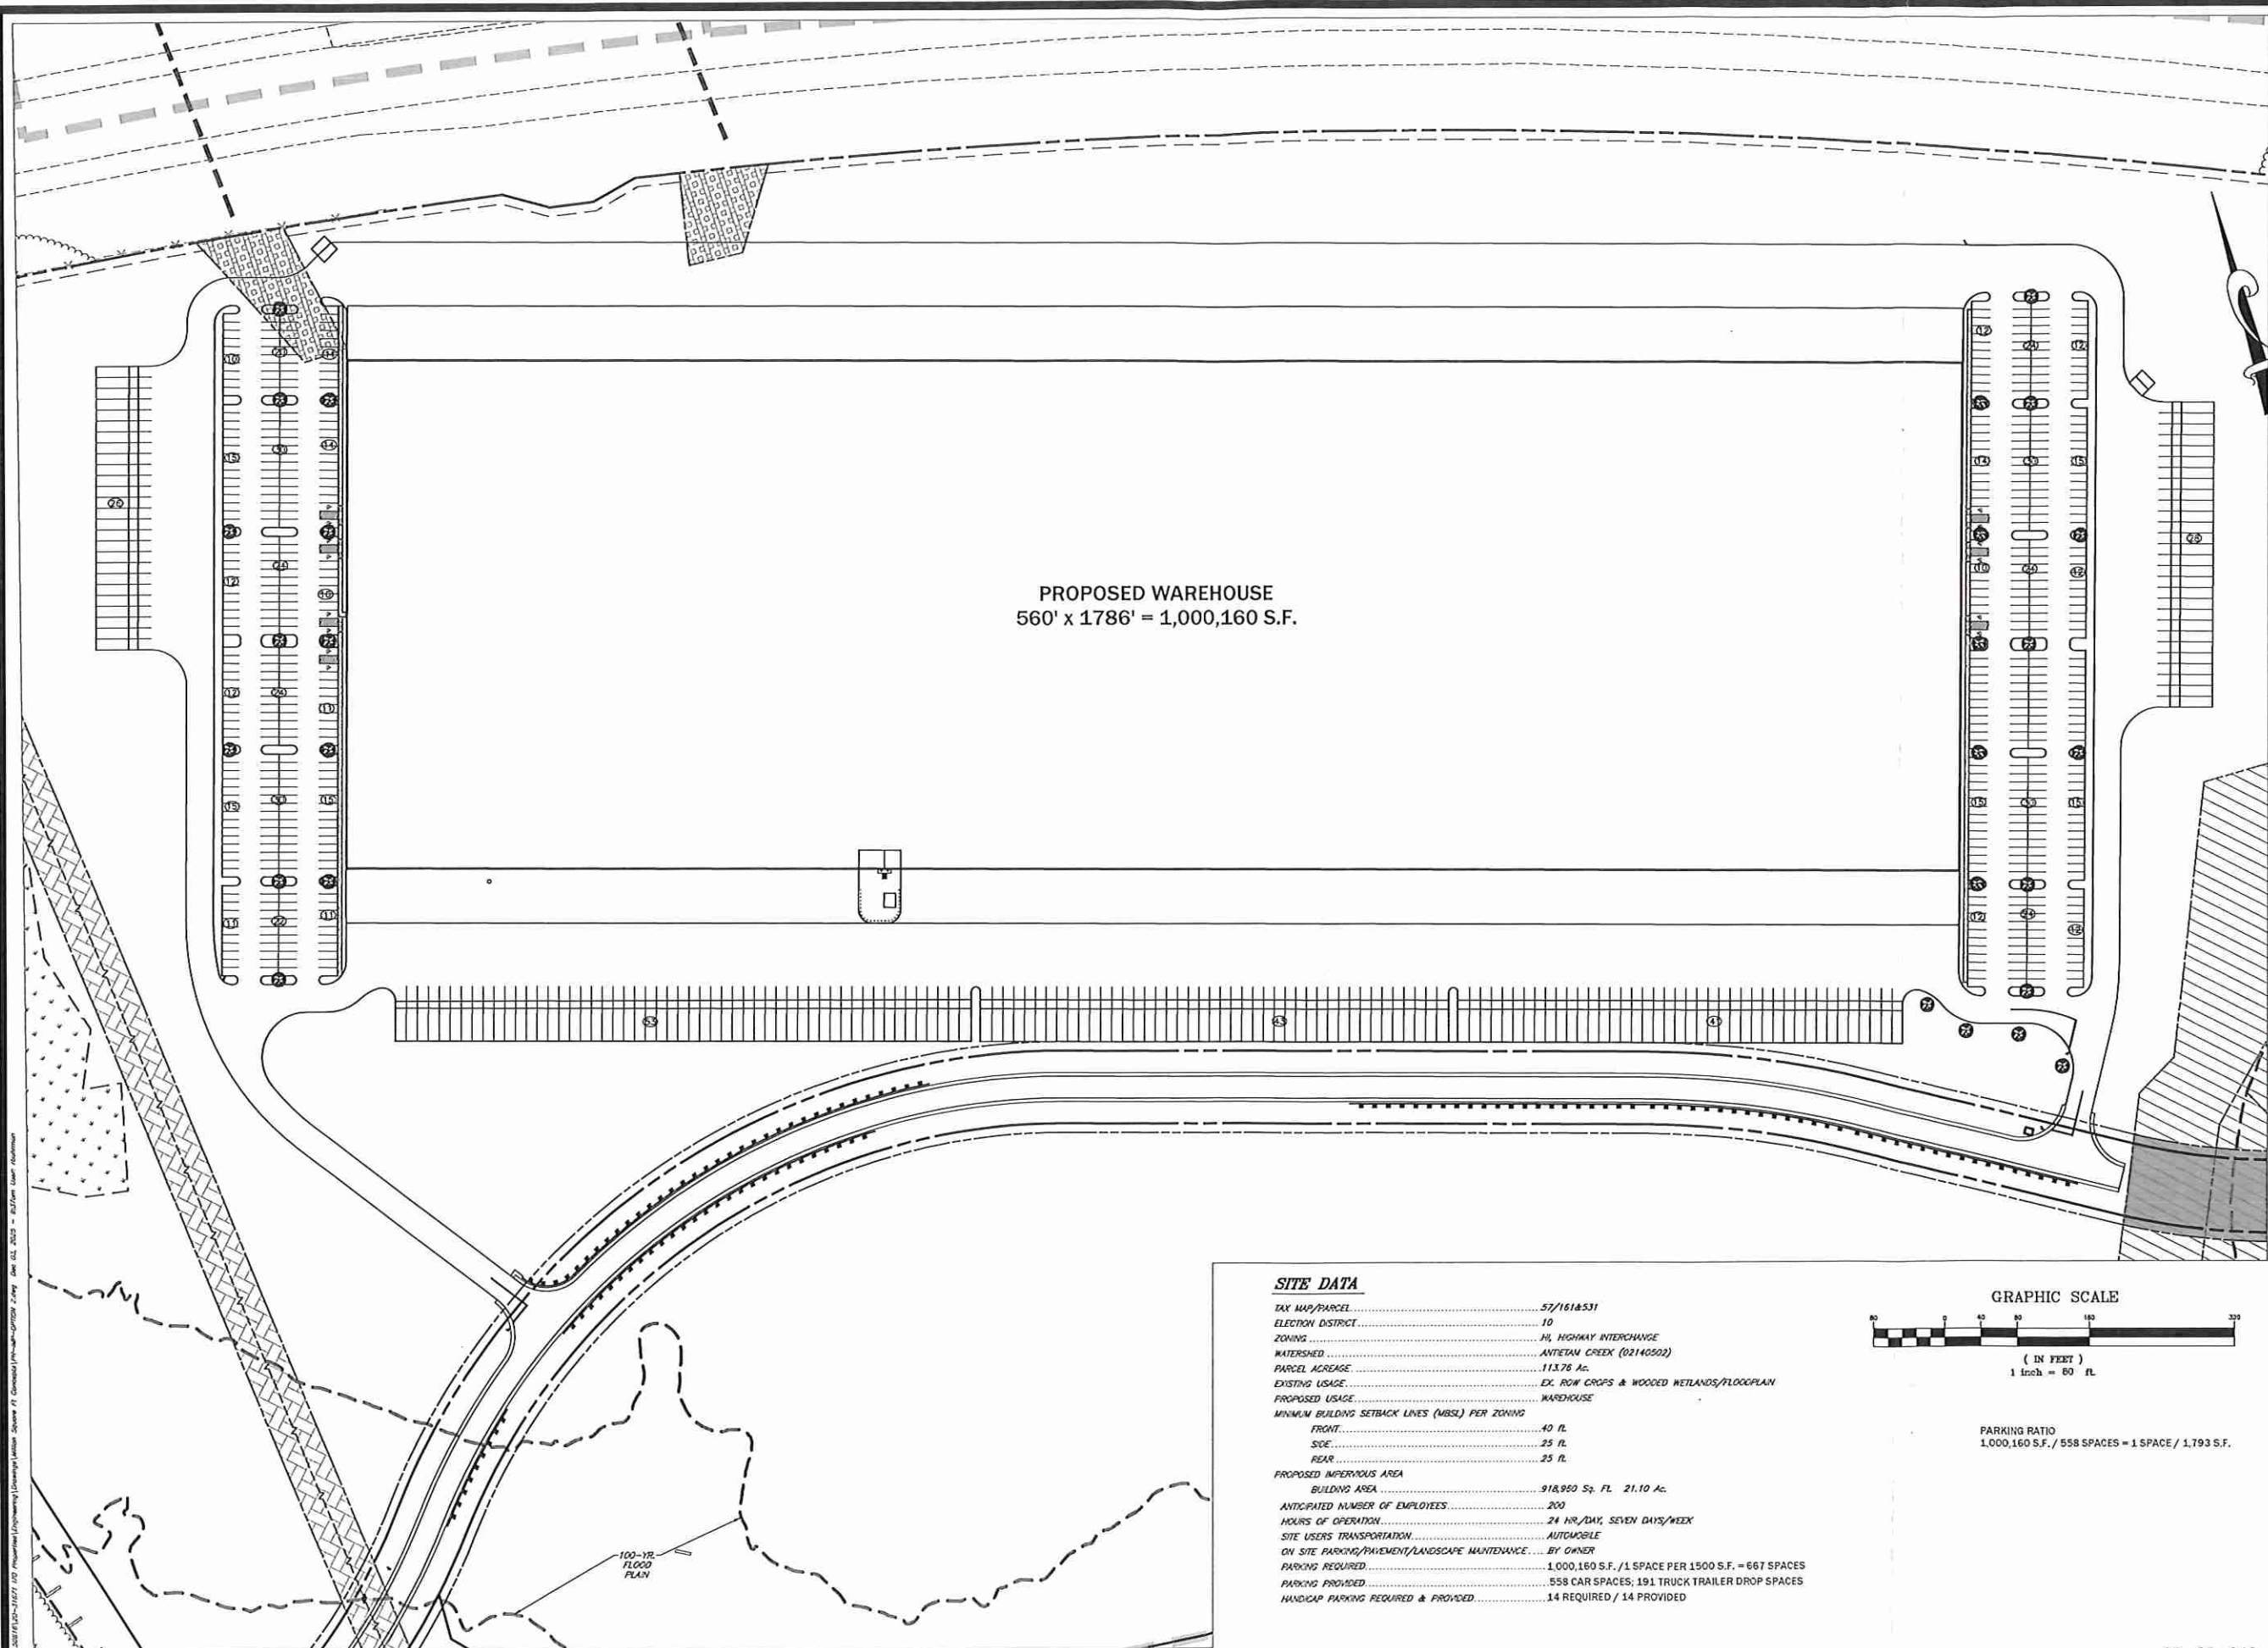 PROPOSED WAREHOUSE
560' x 1786' = 1,000,160 S.F.
100-YR.
FLOOD
PLAIN
SITE DATA
TAX MAP/PARCEL 57/161&531
ELECTION DISTRICT 10
ZONING HI, HIGHWAY INTERCHANGE
WATERSHED ANTIETAM CREEK (02140502)
PARCEL ACREAGE 113.76 Ac.
EXISTING USAGE EX. ROW CROPS & WOODED WETLANDS/FLOODPLAIN
PROPOSED USAGE WAREHOUSE
MINIMUM BUILDING SETBACK LINES (MBSL) PER ZONING
FRONT 40 ft.
SIDE 25 ft.
REAR 25 ft.
PROPOSED IMPERVIOUS AREA
BUILDING AREA 918,950 Sq. Ft. 21.10 Ac.
ANTICIPATED NUMBER OF EMPLOYEES 200
HOURS OF OPERATION 24 HR./DAY, SEVEN DAYS/WEEK
SITE USERS TRANSPORTATION AUTOMOBILE
ON SITE PARKING/PAVEMENT/LANDSCAPE MAINTENANCE.... BY OWNER
PARKING REQUIRED 1,000,160 S.F. /1 SPACE PER 1500 S.F. = 667 SPACES
PARKING PROVIDED 558 CAR SPACES; 191 TRUCK TRAILER DROP SPACES
HANDICAP PARKING REQUIRED & PROVIDED 14 REQUIRED / 14 PROVIDED
GRAPHIC SCALE
80 0 40 80 160 320
( IN FEET )
1 inch = 80 ft.
PARKING RATIO
1,000,160 S.F. / 558 SPACES = 1 SPACE / 1,793 S.F.